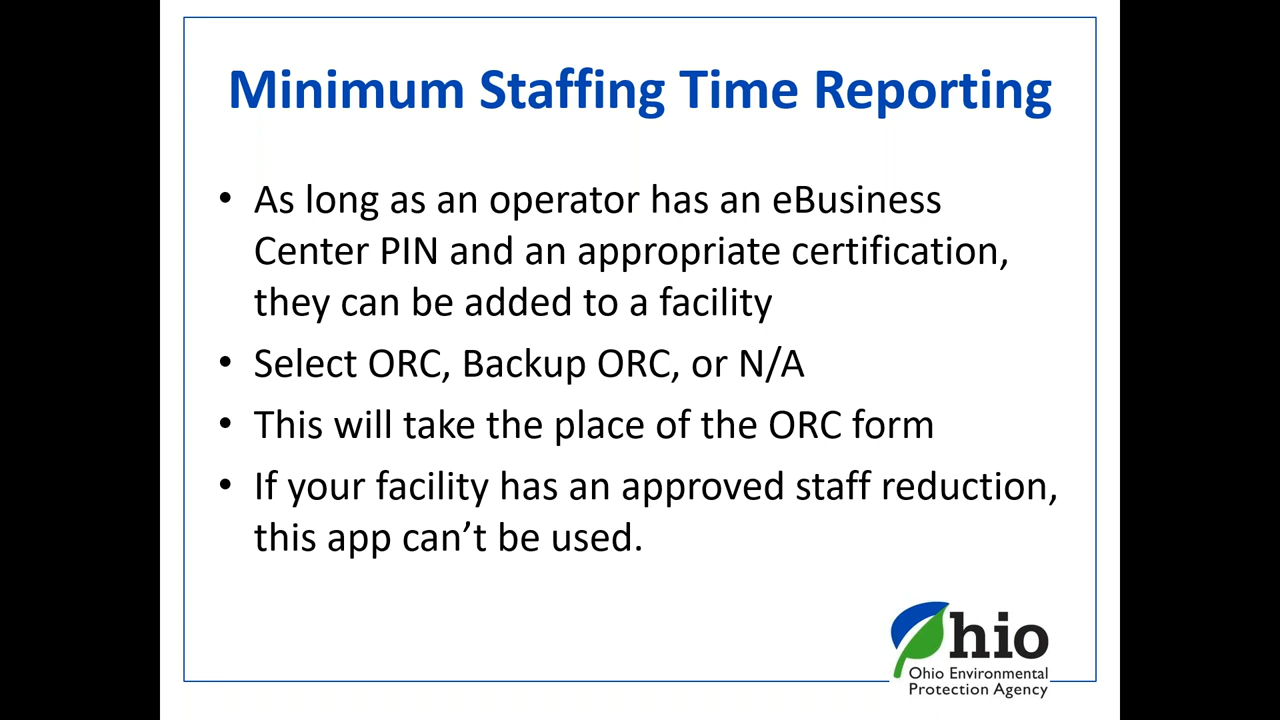 Minimum Staffing Time Reporting
• As long as an operator has an eBusiness
Center PIN and an appropriate certification,
they can be added to a facility
• Select ORC, Backup ORC, or N/A
• This will take the place of the ORC form
• If your facility has an approved staff reduction,
this app can’t be used.
Ohio
Ohio Environmental
Protection Agency